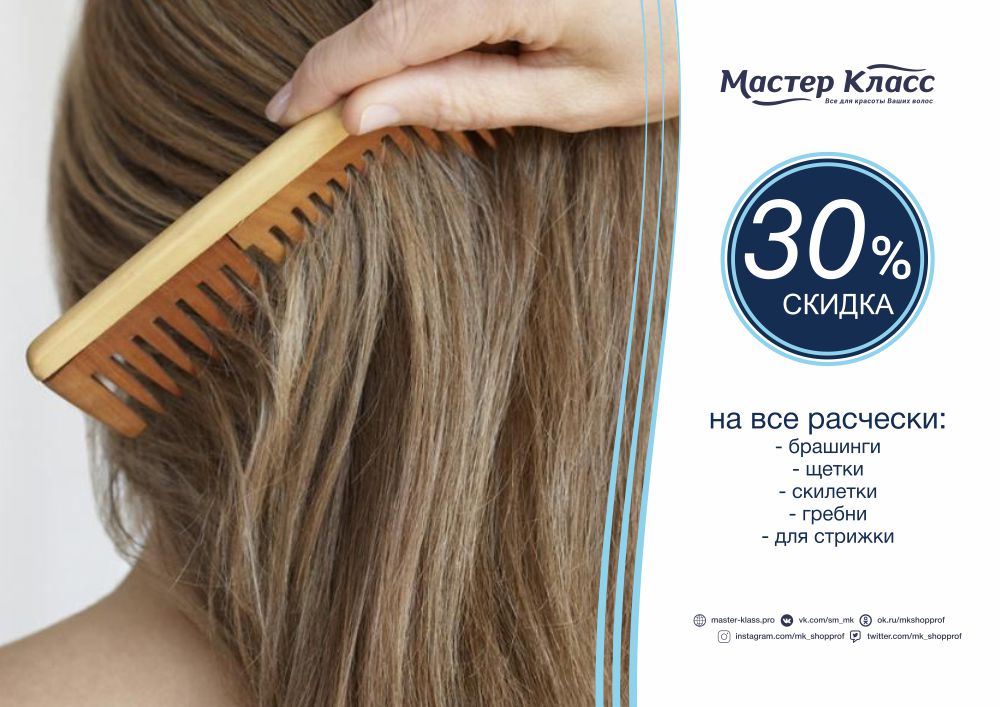 Мастер Класс
Все для красоты Ваших волос
30%
СКИДКА
на все расчески:
- брашинги
- щетки
- скилетки
- гребни
- для стрижки
master-klass.pro vk.com/sm_mk ok.ru/mkshopprof
instagram.com/mk_shopprof twitter.com/mk_shopprof